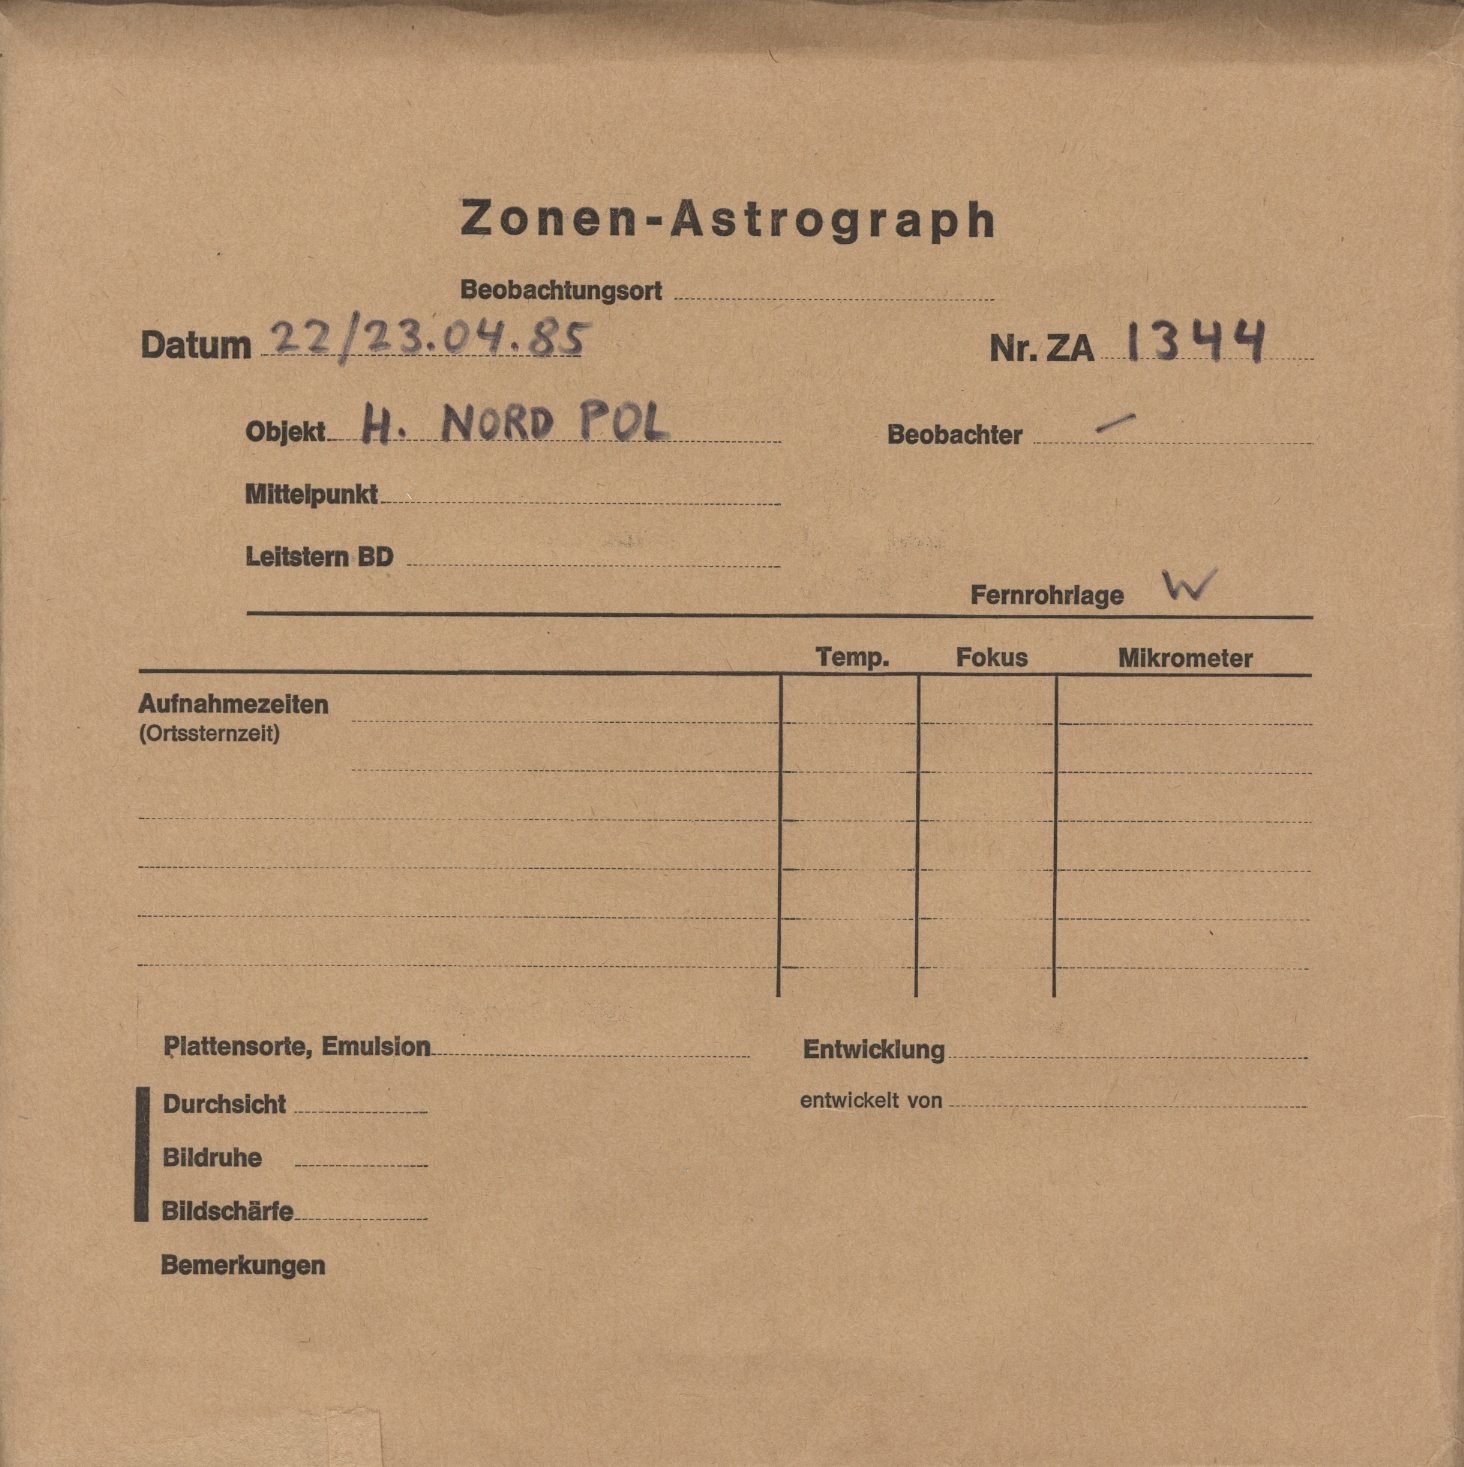 Zonen-Astrograph
Beobachtungsort
Datum 22/23.04.85
Nr. ZA 1344
Objekt H. NORD POL
Beobachter –
Mittelpunkt
Leitstern BD
Fernrohrlage W
Temp. Fokus Mikrometer
Aufnahmezeiten
(Ortssternzeit)
Plattensorte, Emulsion
Entwicklung
Durchsicht
entwickelt von
Bildruhe
Bildschärfe
Bemerkungen